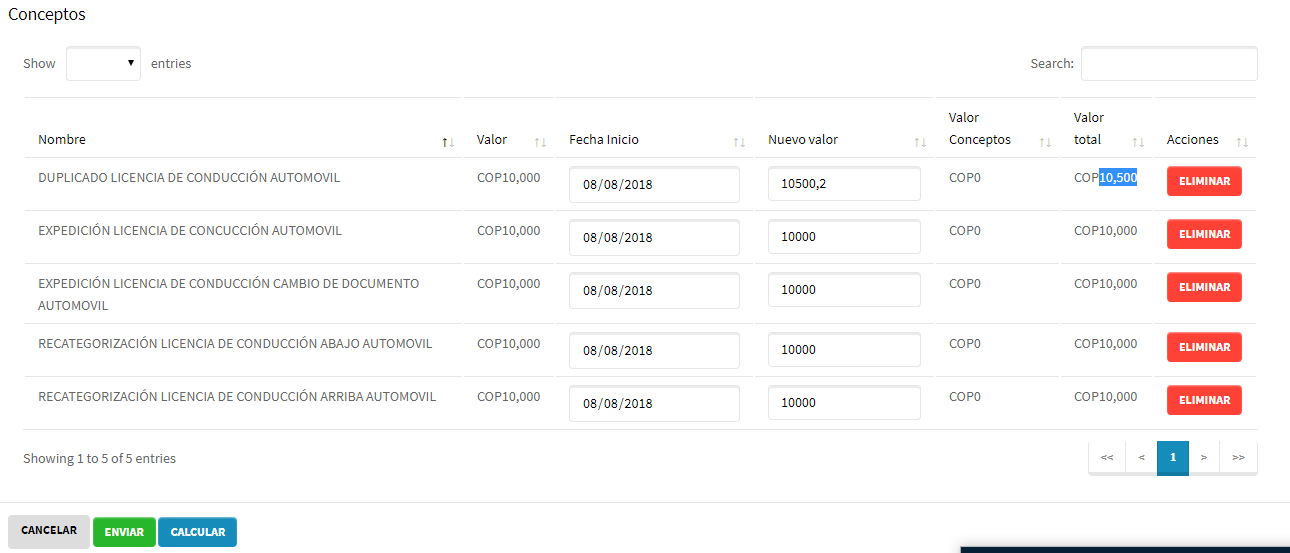 Conceptos
Show entries Search:
Nombre Valor Fecha Inicio Nuevo valor Valor Conceptos Valor total Acciones
DUPLICADO LICENCIA DE CONDUCCIÓN AUTOMOVIL COP10,000 08/08/2018 10500,2 COP0 COP10,500 ELIMINAR
EXPEDICIÓN LICENCIA DE CONCUCCIÓN AUTOMOVIL COP10,000 08/08/2018 10000 COP0 COP10,000 ELIMINAR
EXPEDICIÓN LICENCIA DE CONDUCCIÓN CAMBIO DE DOCUMENTO COP10,000 08/08/2018 10000 COP0 COP10,000 ELIMINAR
AUTOMOVIL
RECATEGORIZACIÓN LICENCIA DE CONDUCCIÓN ABAJO AUTOMOVIL COP10,000 08/08/2018 10000 COP0 COP10,000 ELIMINAR
RECATEGORIZACIÓN LICENCIA DE CONDUCCIÓN ARRIBA AUTOMOVIL COP10,000 08/08/2018 10000 COP0 COP10,000 ELIMINAR
Showing 1 to 5 of 5 entries << < 1 > >>
CANCELAR ENVIAR CALCULAR